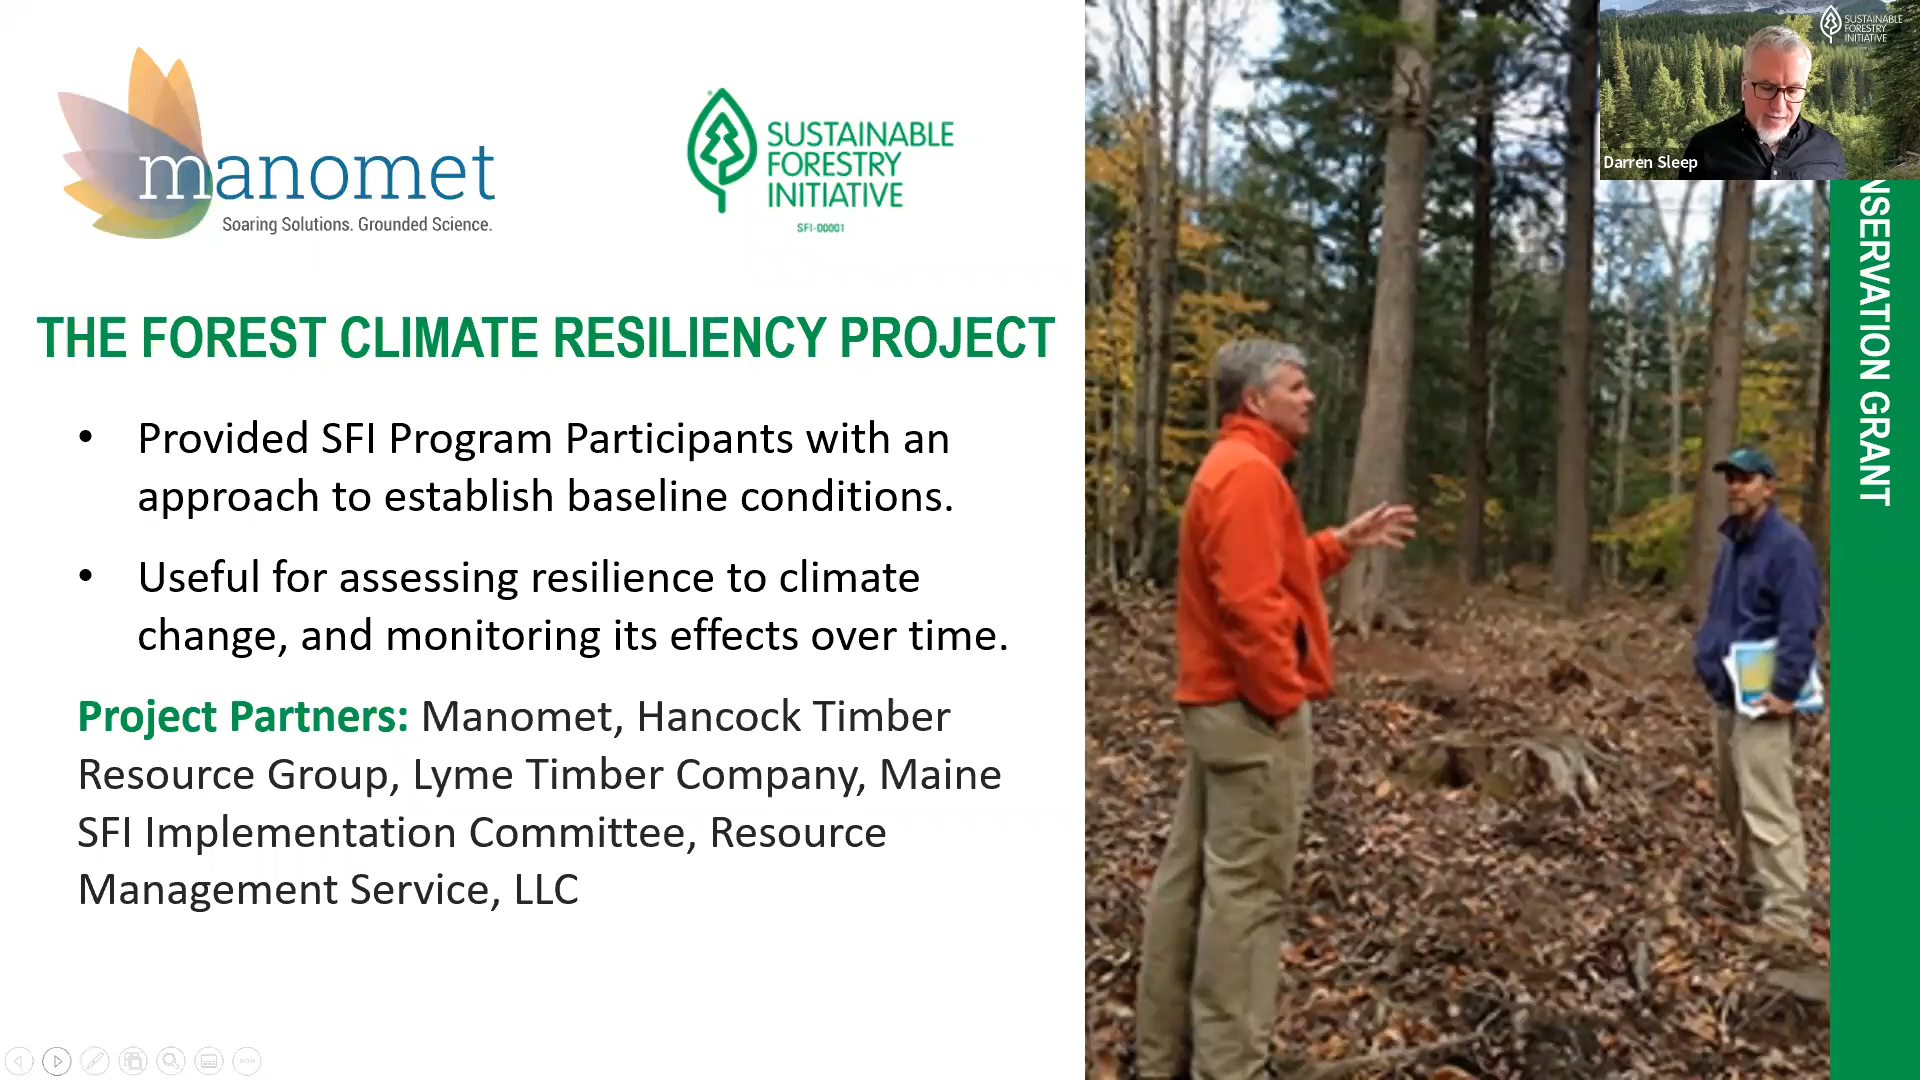 manomet
Soaring Solutions. Grounded Science.
SUSTAINABLE
FORESTRY
INITIATIVE
SFI-00001
THE FOREST CLIMATE RESILIENCY PROJECT
• Provided SFI Program Participants with an
approach to establish baseline conditions.
• Useful for assessing resilience to climate
change, and monitoring its effects over time.
Project Partners: Manomet, Hancock Timber
Resource Group, Lyme Timber Company, Maine
SFI Implementation Committee, Resource
Management Service, LLC
SUSTAINABLE
FORESTRY
INITIATIVE
Darren Sleep
NSERVATION GRANT